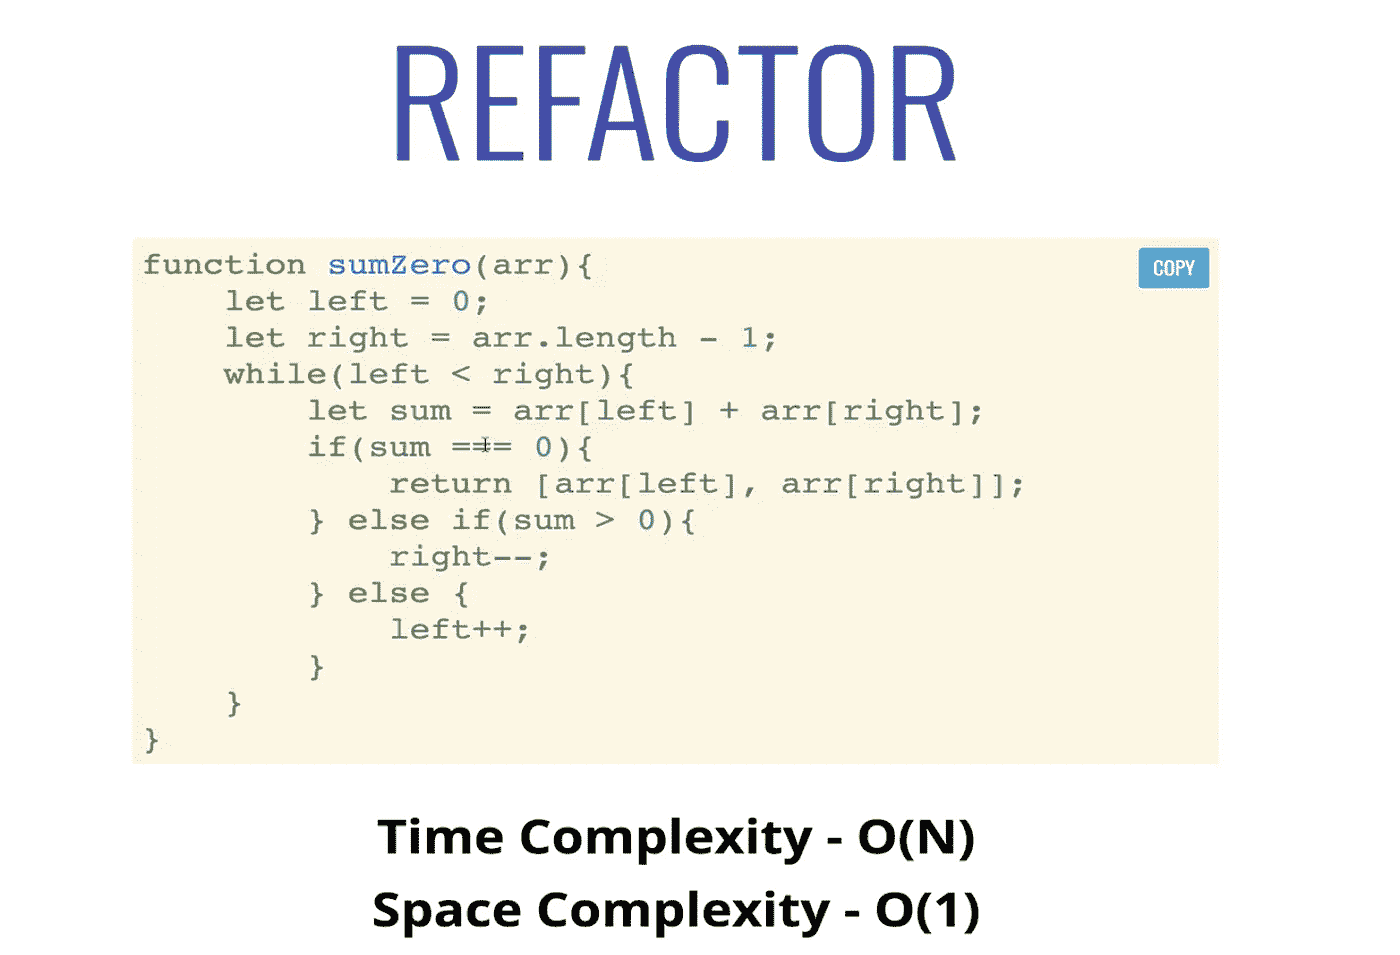 REFACTOR
COPY
function sumZero(arr){
    let left = 0;
    let right = arr.length - 1;
    while(left < right){
        let sum = arr[left] + arr[right];
        if(sum === 0){
            return [arr[left], arr[right]];
        } else if(sum > 0){
            right--;
        } else {
            left++;
        }
    }
}
Time Complexity - O(N)
Space Complexity - O(1)